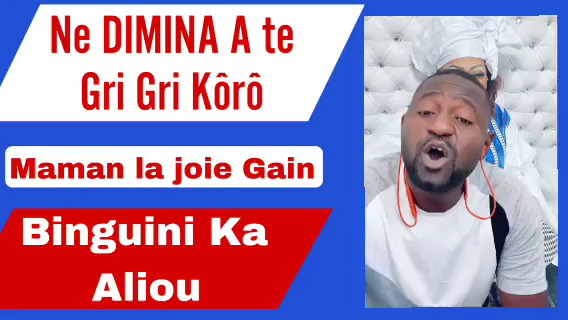 Ne DIMINA A te
Gri Gri Kôrô
Maman la joie Gain
Binguini Ka
Aliou